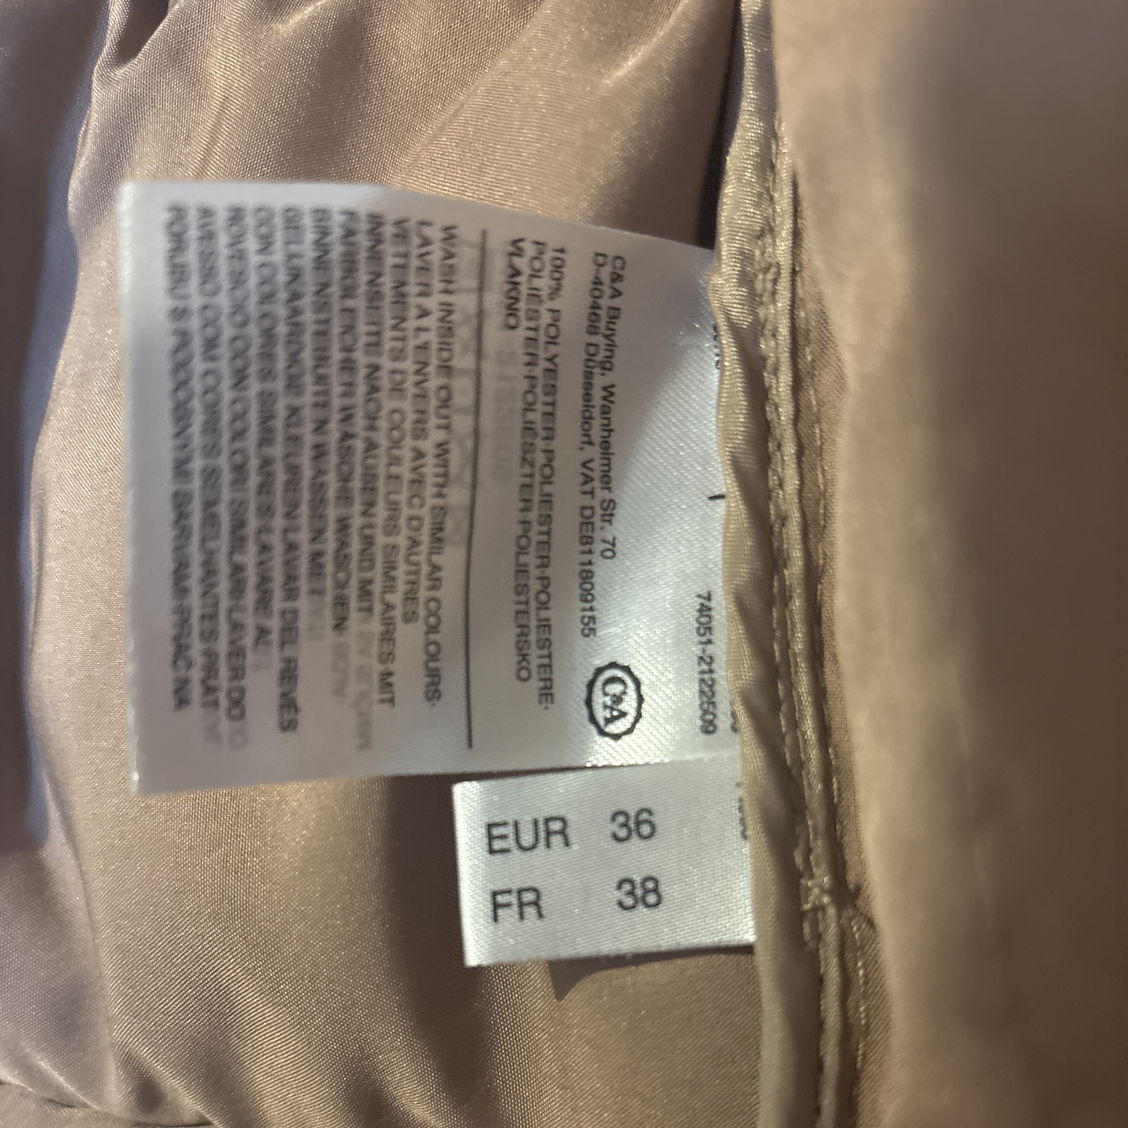 74051-2122509
C&A Buying, Wanheimer Str. 70
D-40468 Düsseldorf, VAT DE811809155
C&A
100% POLYESTER·POLIESTER·POLIESTERE·
POLIÉSTER·POLIÉSZTER·POLIESTERSKO
VLAKNO
WASH INSIDE OUT WITH SIMILAR COLOURS·
LAVER A L'ENVERS AVEC D'AUTRES
VETEMENTS DE COULEURS SIMILAIRES·MIT
INNENSEITE NACH AUßEN UND MIT
FARBGLEICHER WÄSCHE WASCHEN·
BINNENSTEBUITEN WASSEN MET
GELIJKAARDIGE KLEUREN·LAVAR DEL REVÉS
CON COLORES SIMILARES·LAVARE AL
ROVESCIO CON COLORI SIMILARI·LAVER DO
AVESSO COM CORES SEMELHANTES·PRÁT
PO RUBU S PODOBNÝMI BARVAMI·PRAČ NA
EUR 36
FR 38